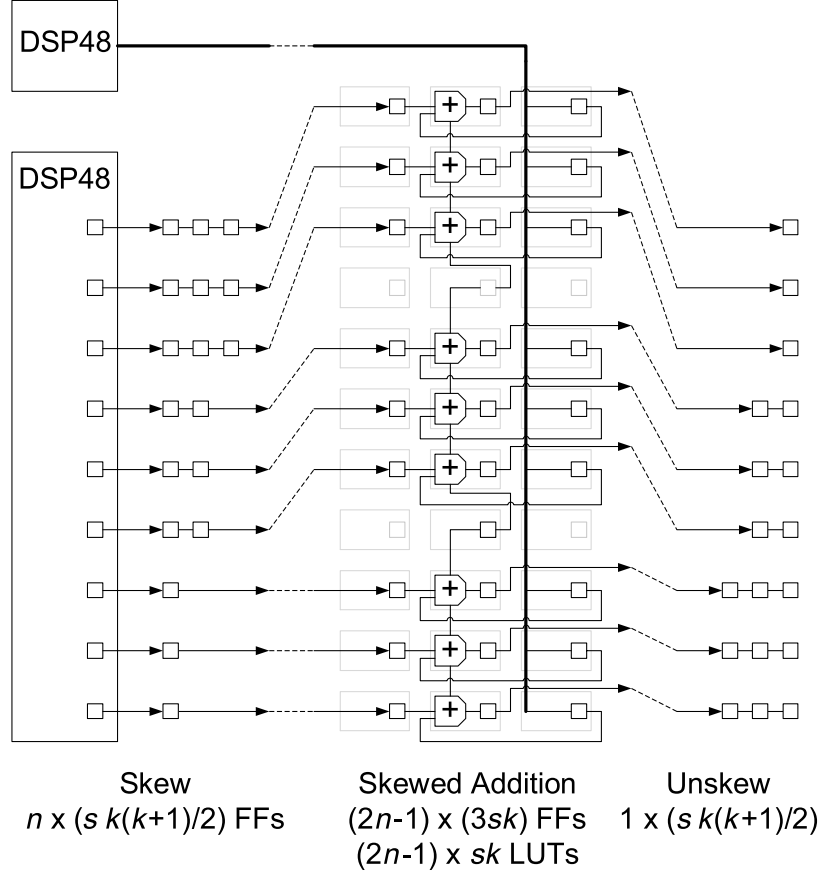 DSP48
DSP48
+
+
+
+
+
+
+
+
+
Skew
n x (s k(k+1)/2) FFs
Skewed Addition
(2n-1) x (3sk) FFs
(2n-1) x sk LUTs
Unskew
1 x (s k(k+1)/2)